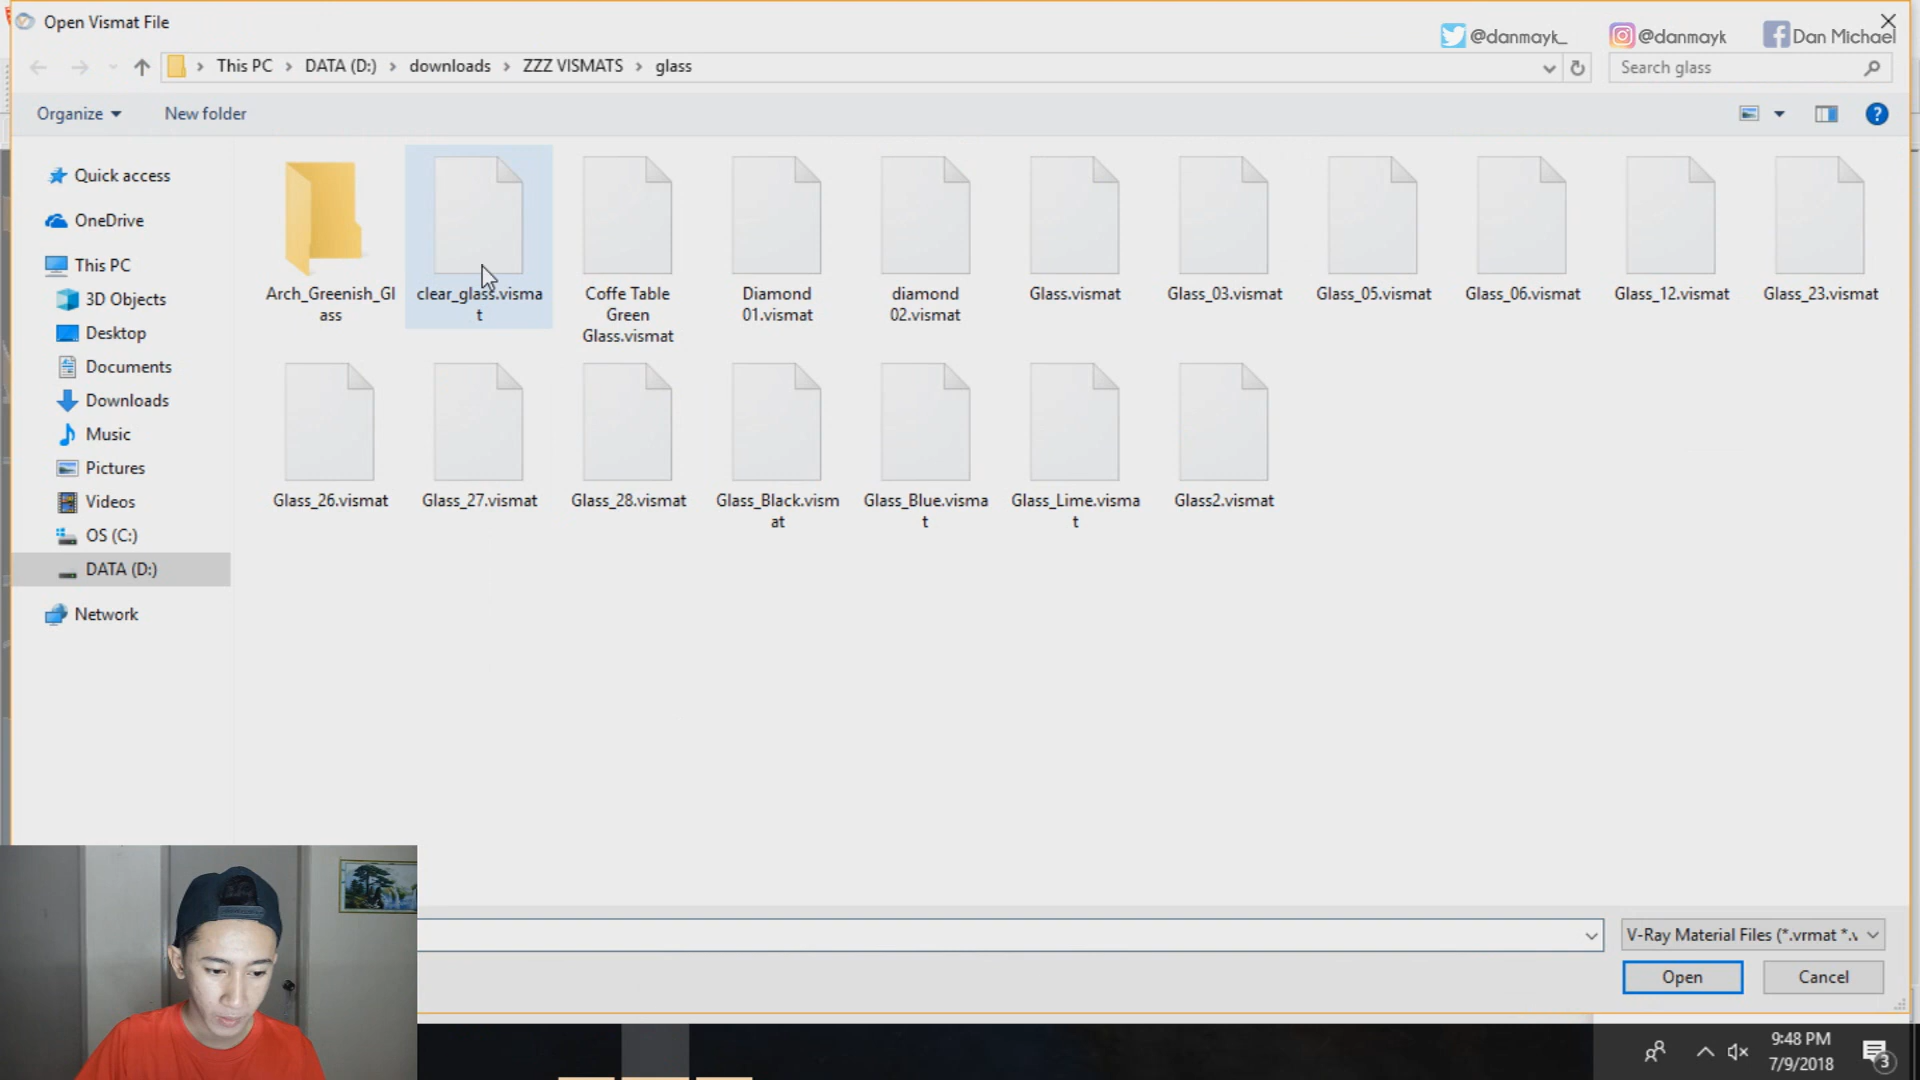 Open Vismat File
@danmayk_
@danmayk
Dan Michael
This PC
DATA (D:)
downloads
ZZZ VISMATS
glass
Search glass
Organize
New folder
?
Quick access
OneDrive
This PC
3D Objects
Desktop
Documents
Downloads
Music
Pictures
Videos
OS (C:)
DATA (D:)
Network
Arch_Greenish_Gl
ass
clear_glass.visma
t
Coffe Table
Green
Glass.vismat
Diamond
01.vismat
diamond
02.vismat
Glass.vismat
Glass_03.vismat
Glass_05.vismat
Glass_06.vismat
Glass_12.vismat
Glass_23.vismat
Glass_26.vismat
Glass_27.vismat
Glass_28.vismat
Glass_Black.vism
at
Glass_Blue.visma
t
Glass_Lime.visma
t
Glass2.vismat
V-Ray Material Files (*.vrmat *.v
Open
Cancel
9:48 PM
7/9/2018
3